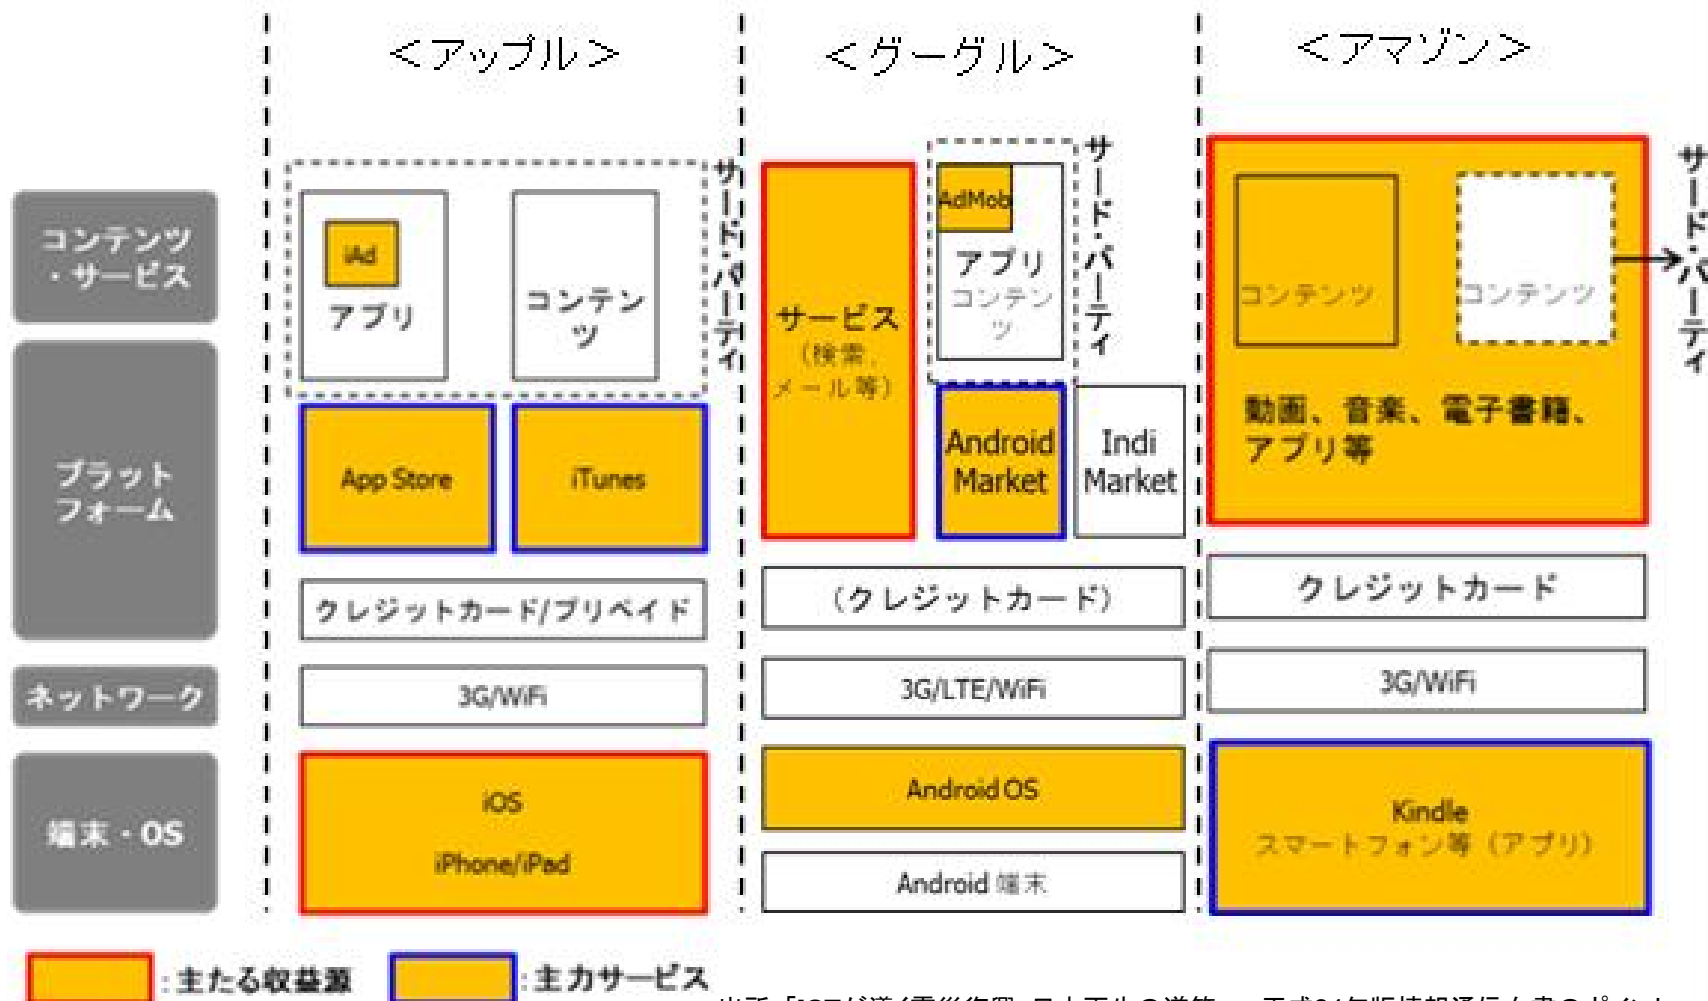 ＜アップル＞
＜グーグル＞
＜アマゾン＞
コンテンツ
・サービス
プラット
フォーム
ネットワーク
端末・OS
iAd
アプリ
コンテン
ツ
サード・パーティ
App Store
iTunes
クレジットカード/プリペイド
3G/WiFi
iOS
iPhone/iPad
サービス
（検索、
メール等）
AdMob
アプリ
コンテン
ツ
サード・パーティ
Android
Market
Indi
Market
（クレジットカード）
3G/LTE/WiFi
Android OS
Android 端末
コンテンツ
コンテンツ
サード・パーティ
動画、音楽、電子書籍、
アプリ等
クレジットカード
3G/WiFi
Kindle
スマートフォン等（アプリ）
：主たる収益源
：主力サービス